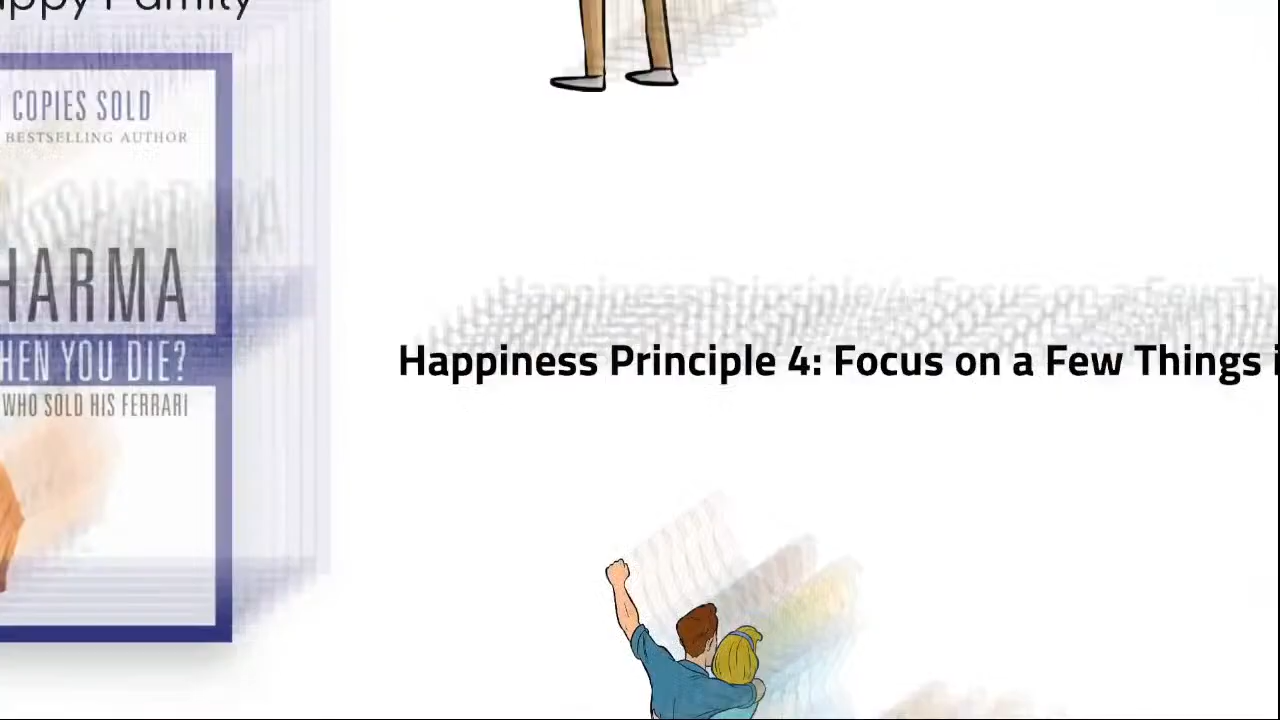 Family
COPIES SOLD
BESTSELLING AUTHOR
HARMA
HEN YOU DIE?
WHO SOLD HIS FERRARI
Happiness Principle 4: Focus on a Few Things